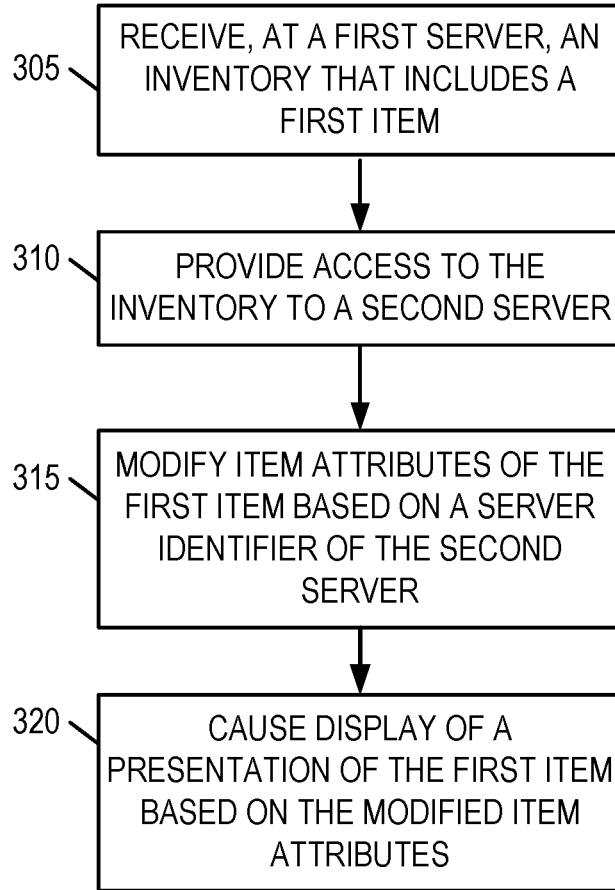 305
RECEIVE, AT A FIRST SERVER, AN
INVENTORY THAT INCLUDES A
FIRST ITEM
310
PROVIDE ACCESS TO THE
INVENTORY TO A SECOND SERVER
315
MODIFY ITEM ATTRIBUTES OF THE
FIRST ITEM BASED ON A SERVER
IDENTIFIER OF THE SECOND
SERVER
320
CAUSE DISPLAY OF A
PRESENTATION OF THE FIRST ITEM
BASED ON THE MODIFIED ITEM
ATTRIBUTES